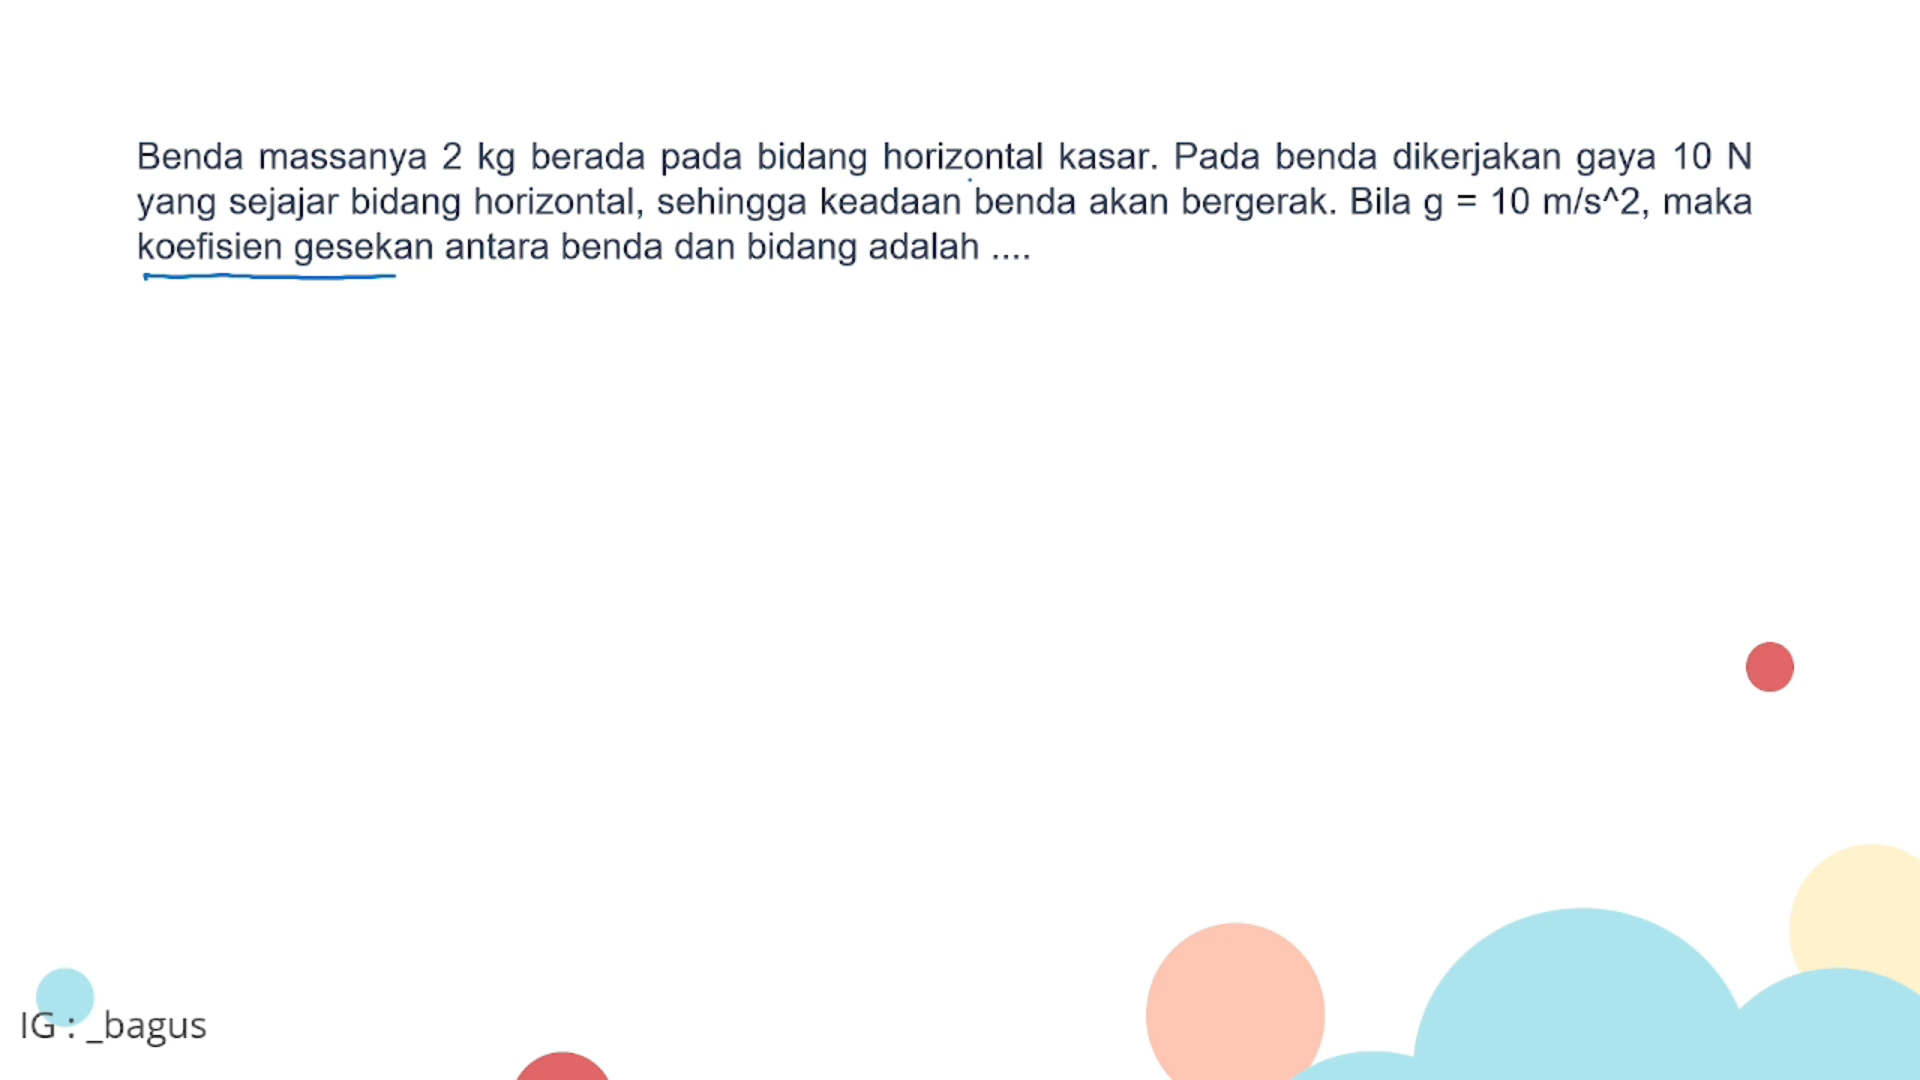 Benda massanya 2 kg berada pada bidang horizontal kasar. Pada benda dikerjakan gaya 10 N
yang sejajar bidang horizontal, sehingga keadaan benda akan bergerak. Bila g = 10 m/s^2, maka
koefisien gesekan antara benda dan bidang adalah ....
IG : _bagus